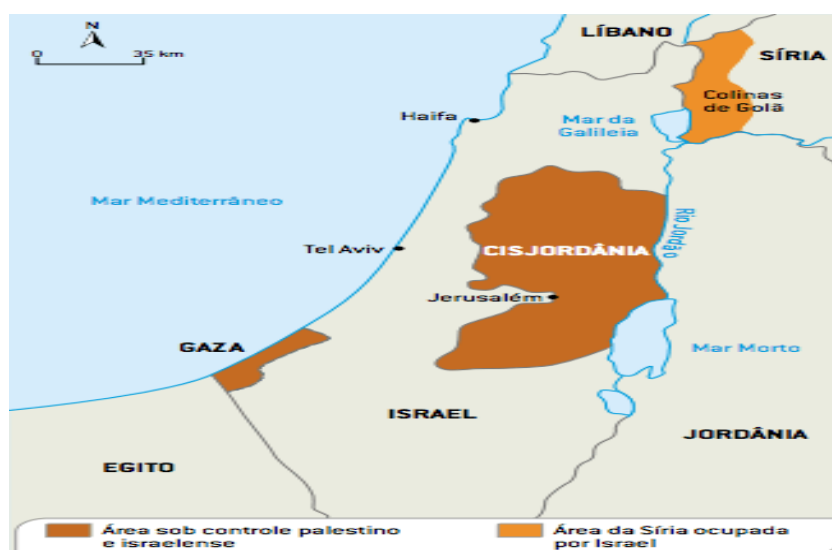 N
0 35 km
LÍBANO
SÍRIA
Colinas
de Golã
Haifa
Mar da
Galileia
Mar Mediterrâneo
Rio Jordão
Tel Aviv
CISJORDÂNIA
Jerusalém
GAZA
Mar Morto
ISRAEL
JORDÂNIA
EGITO
Área sob controle palestino
e israelense
Área da Síria ocupada
por Israel